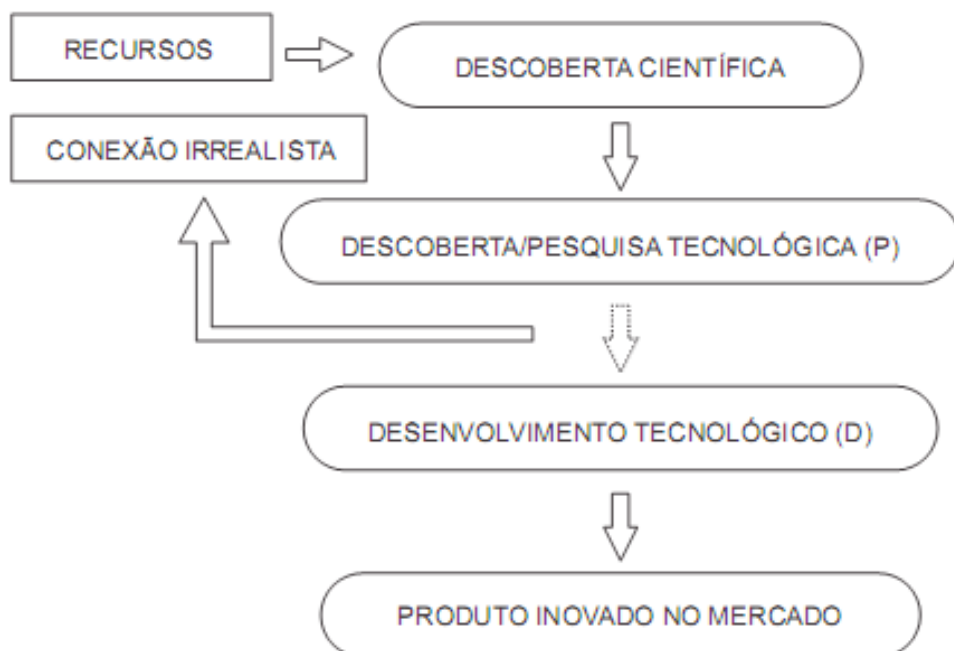 RECURSOS
DESCOBERTA CIENTÍFICA
CONEXÃO IRREALISTA
DESCOBERTA/PESQUISA TECNOLÓGICA (P)
DESENVOLVIMENTO TECNOLÓGICO (D)
PRODUTO INOVADO NO MERCADO